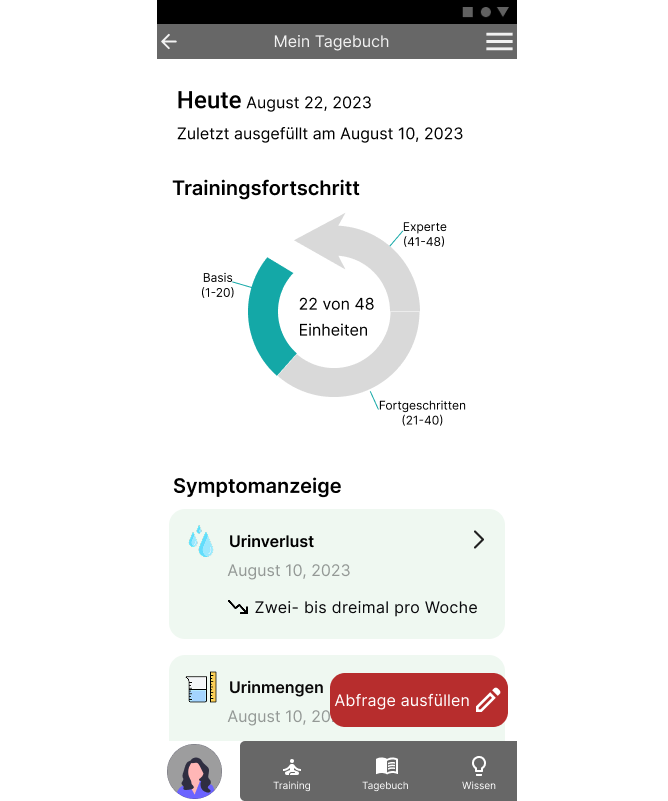 Mein Tagebuch
Heute August 22, 2023
Zuletzt ausgefüllt am August 10, 2023
Trainingsfortschritt
Experte
(41-48)
Basis
(1-20)
22 von 48
Einheiten
Fortgeschritten
(21-40)
Symptomanzeige
Urinverlust
August 10, 2023
Zwei- bis dreimal pro Woche
Urinmengen
August 10, 20
Abfrage ausfüllen
Training
Tagebuch
Wissen